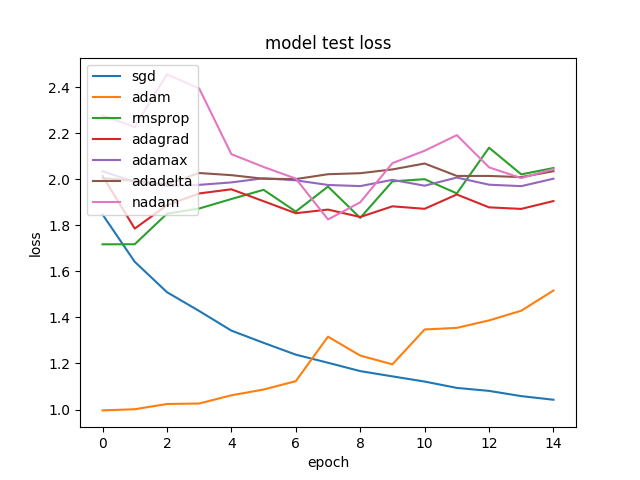 model test loss
loss
2.4
2.2
2.0
1.8
1.6
1.4
1.2
1.0
sgd
adam
rmsprop
adagrad
adamax
adadelta
nadam
0 2 4 6 8 10 12 14
epoch